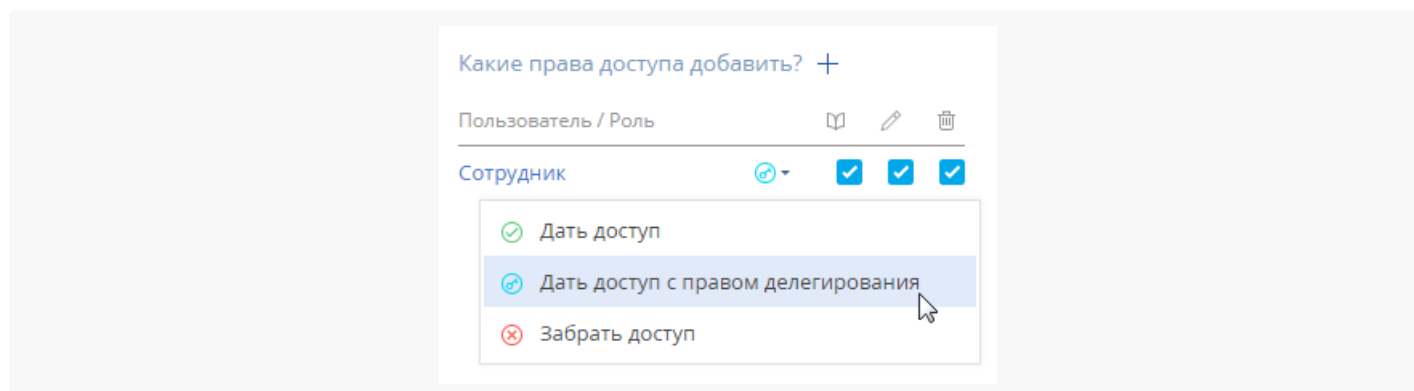 Какие права доступа добавить? +
Пользователь / Роль
Сотрудник
Дать доступ
Дать доступ с правом делегирования
Забрать доступ